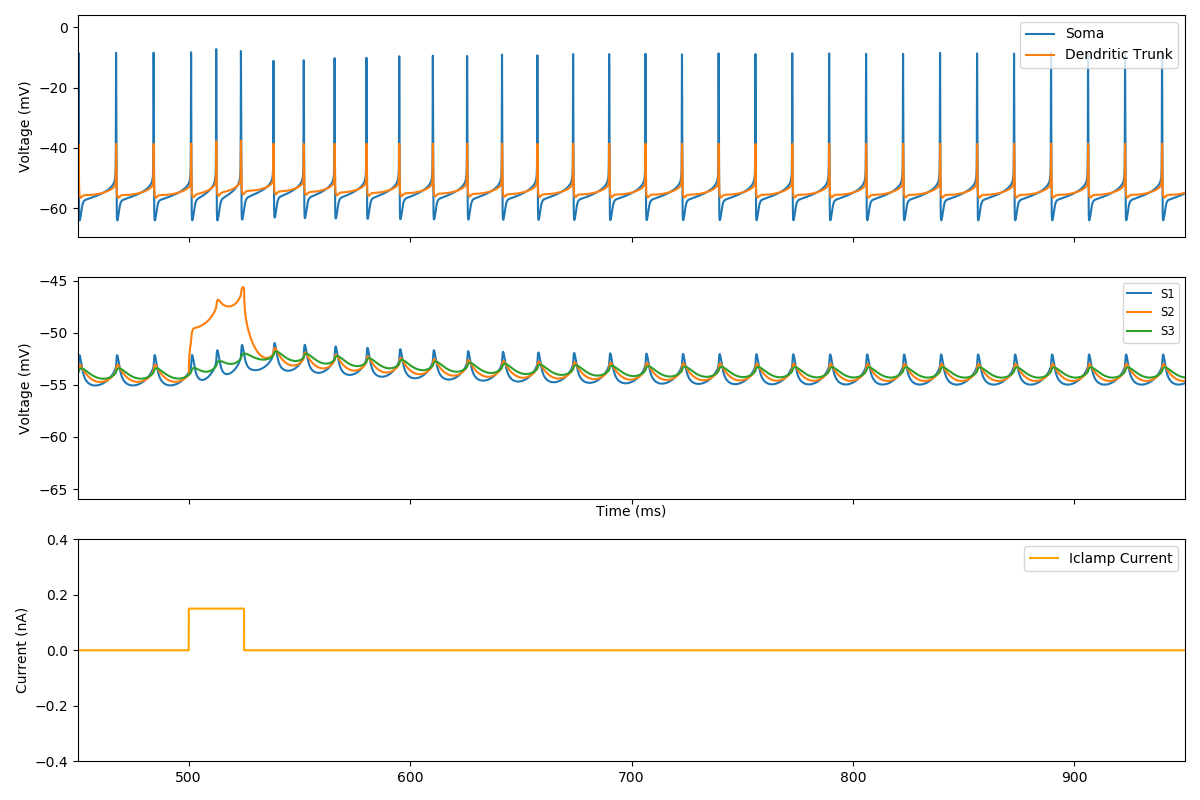 0
−20
−40
−60
Voltage (mV)
Soma
Dendritic Trunk
−45
−50
−55
−60
−65
Voltage (mV)
S1
S2
S3
Time (ms)
0.4
0.2
0.0
−0.2
−0.4
Current (nA)
Iclamp Current
500 600 700 800 900